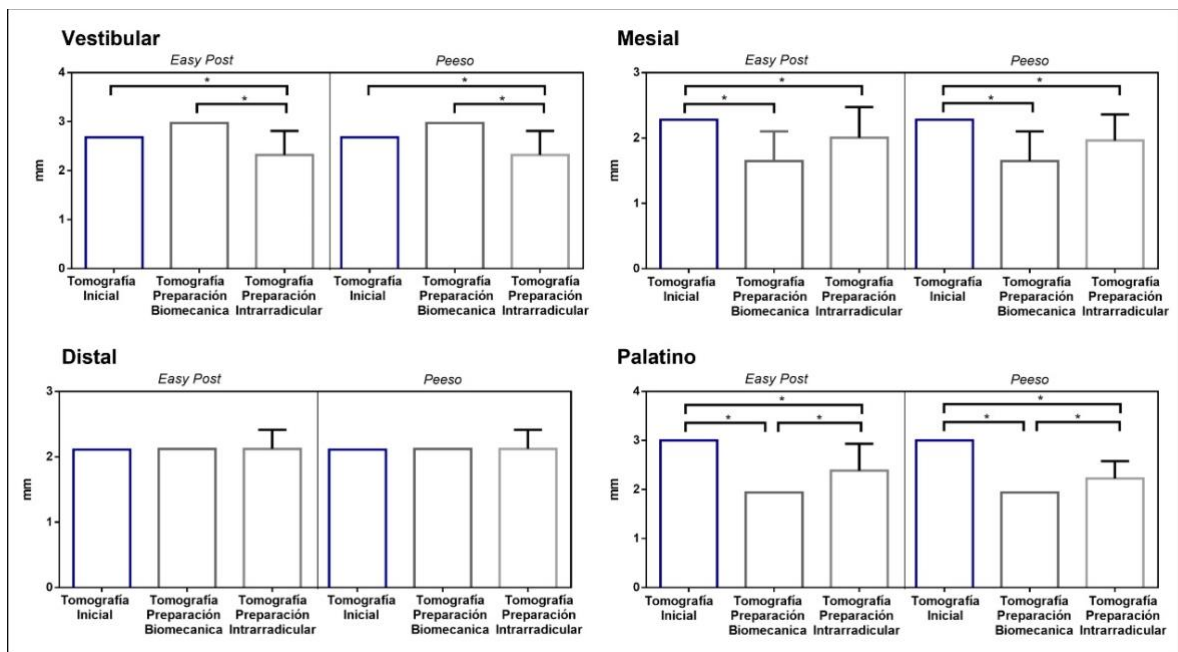 Vestibular
Easy Post
Peeso
*
*
*
*
4
3
2
1
0
mm
Tomografía Inicial
Tomografía Preparación Biomecanica
Tomografía Preparación Intrarradicular
Tomografía Inicial
Tomografía Preparación Biomecanica
Tomografía Preparación Intrarradicular
Mesial
Easy Post
Peeso
*
*
*
*
3
2
1
0
mm
Tomografía Inicial
Tomografía Preparación Biomecanica
Tomografía Preparación Intrarradicular
Tomografía Inicial
Tomografía Preparación Biomecanica
Tomografía Preparación Intrarradicular
Distal
Easy Post
Peeso
3
2
1
0
mm
Tomografía Inicial
Tomografía Preparación Biomecanica
Tomografía Preparación Intrarradicular
Tomografía Inicial
Tomografía Preparación Biomecanica
Tomografía Preparación Intrarradicular
Palatino
Easy Post
Peeso
*
*
*
*
*
*
4
3
2
1
0
mm
Tomografía Inicial
Tomografía Preparación Biomecanica
Tomografía Preparación Intrarradicular
Tomografía Inicial
Tomografía Preparación Biomecanica
Tomografía Preparación Intrarradicular